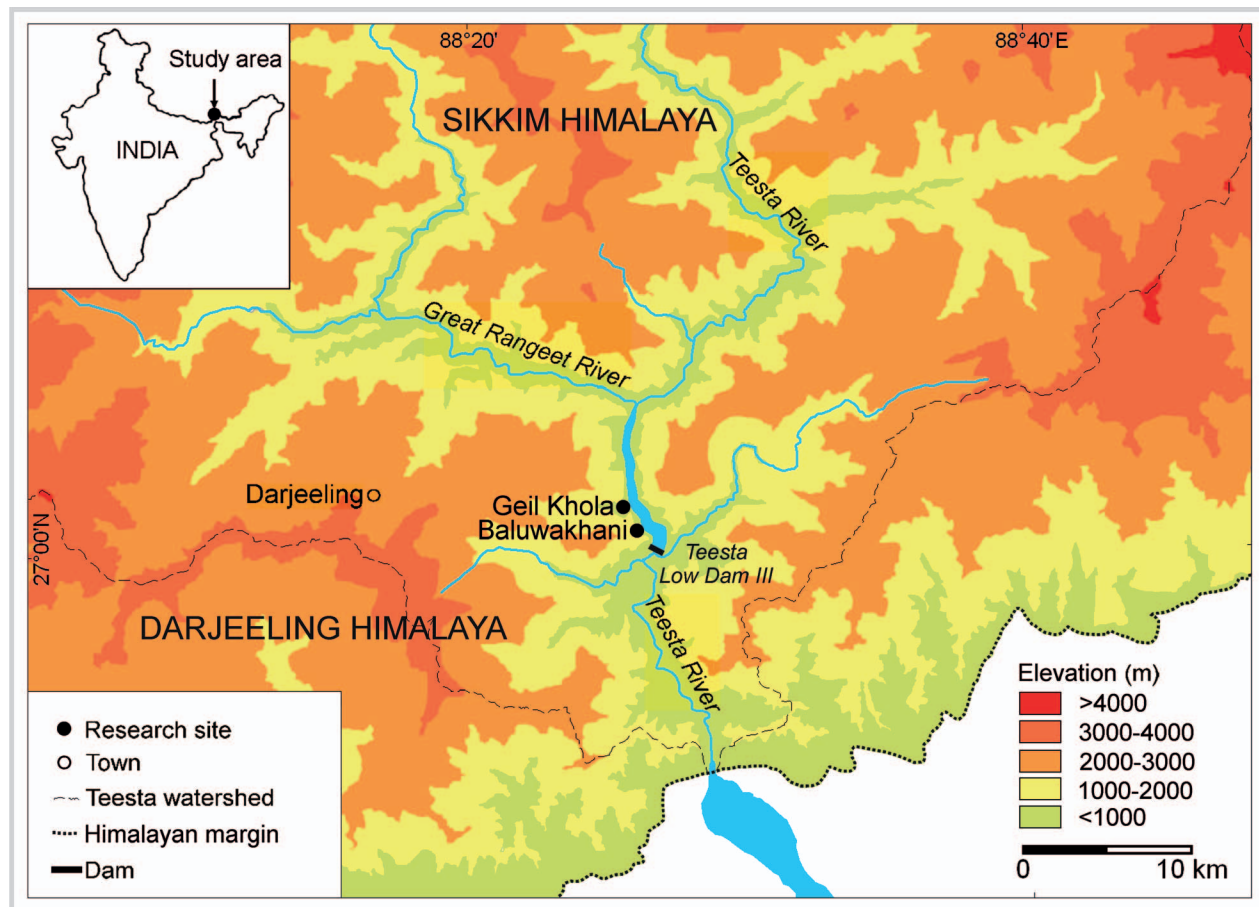 88°20'
88°40'E
Study area
INDIA
SIKKIM HIMALAYA
Teesta River
Great Rangeet River
Darjeeling
Geil Khola
Baluwakhani
27°00'N
Teesta
Low Dam III
DARJEELING HIMALAYA
Teesta River
Research site
Town
Teesta watershed
Himalayan margin
Dam
Elevation (m)
>4000
3000-4000
2000-3000
1000-2000
<1000
0 10 km